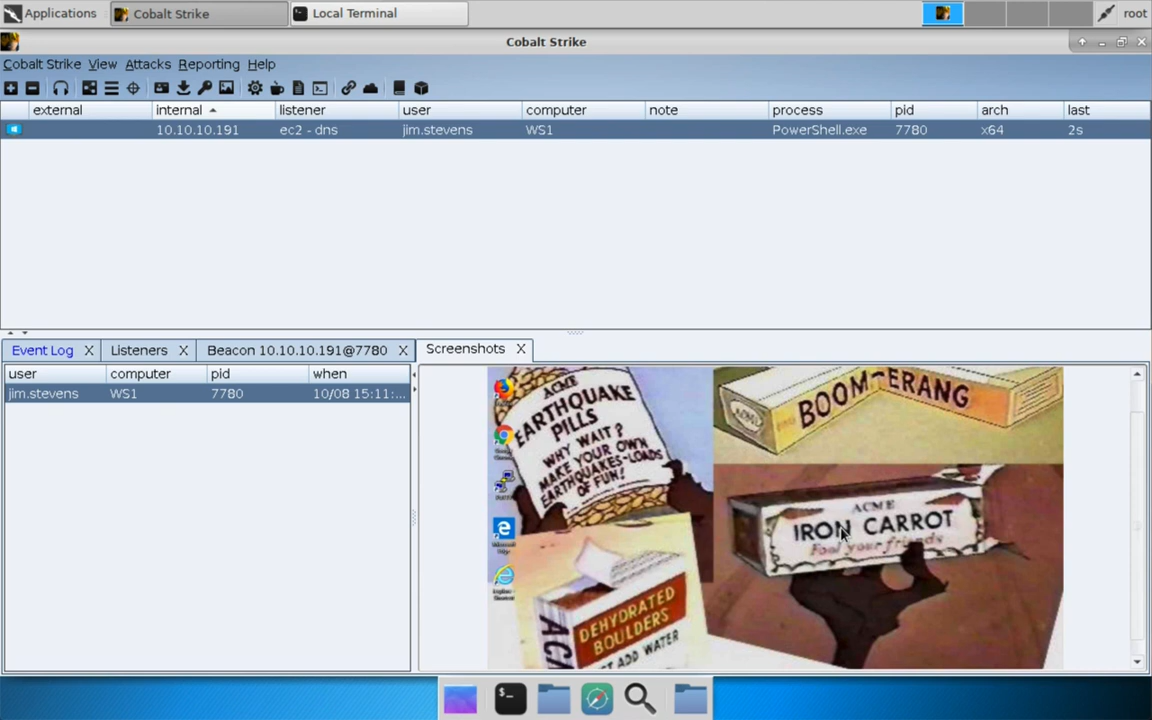 Applications
Cobalt Strike
Local Terminal
root
Cobalt Strike
Cobalt Strike View Attacks Reporting Help
external internal listener user computer note process pid arch last
10.10.10.191 ec2 - dns jim.stevens WS1 PowerShell.exe 7780 x64 2s
Event Log X Listeners X Beacon 10.10.10.191@7780 X Screenshots X
user computer pid when
jim.stevens WS1 7780 10/08 15:11:...
ACME
EARTHQUAKE
PILLS
WHY WAIT?
MAKE YOUR OWN
EARTHQUAKES-LOADS
OF FUN!
BOOM-ERANG
ACME
IRON CARROT
Fool your friends
DEHYDRATED
BOULDERS
ADD WATER